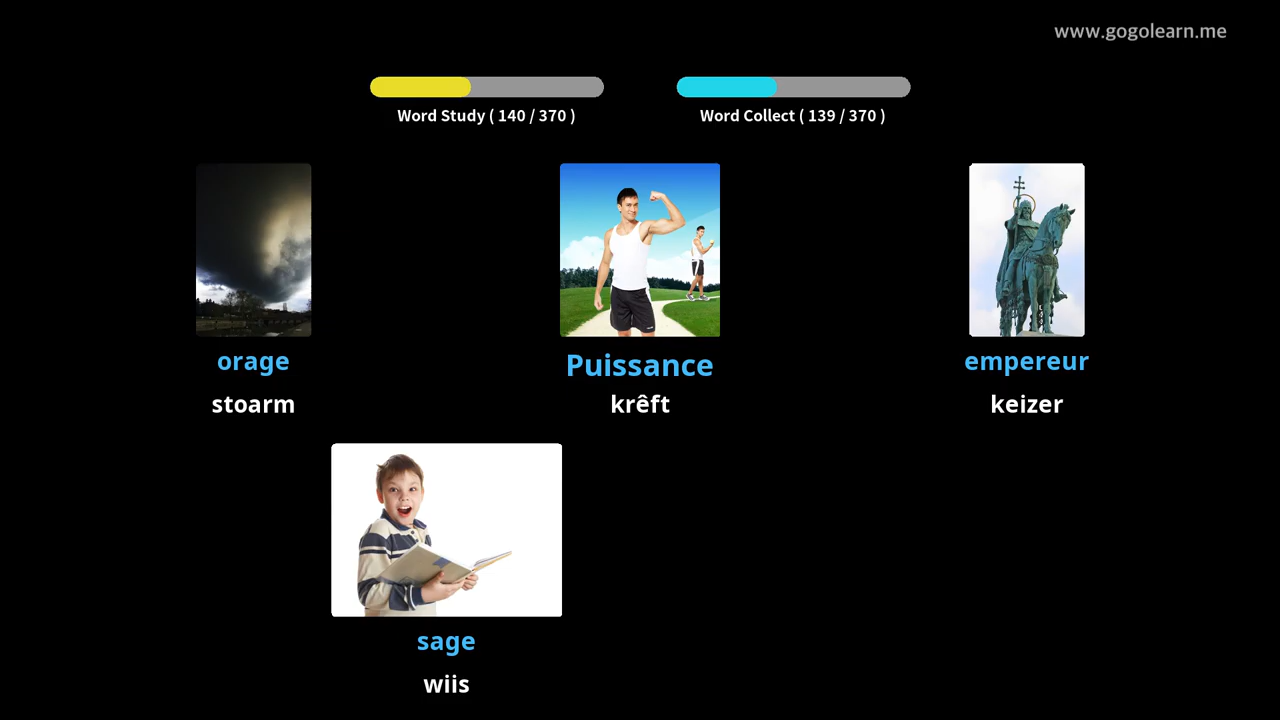 www.gogolearn.me
Word Study ( 140 / 370 )
Word Collect ( 139 / 370 )
orage
Puissance
empereur
stoarm
krêft
keizer
sage
wiis